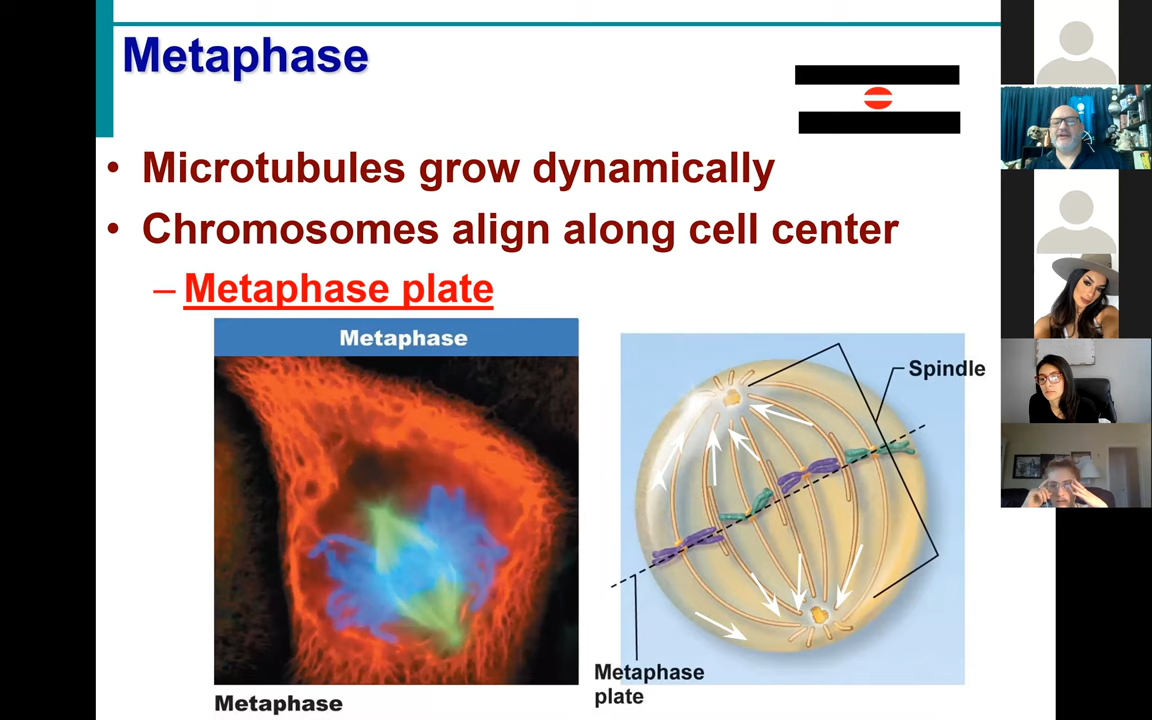 Metaphase
• Microtubules grow dynamically
• Chromosomes align along cell center
– Metaphase plate
Metaphase
Spindle
Metaphase
plate
Metaphase